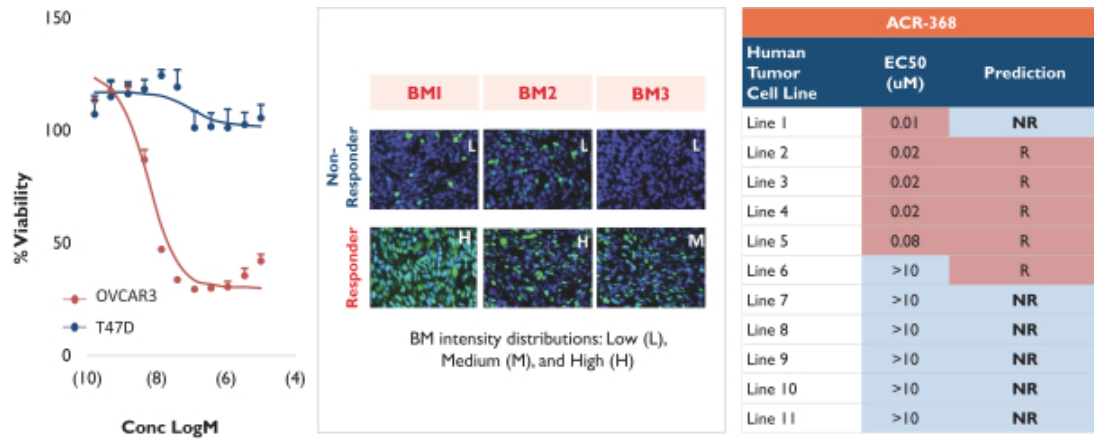 150
100
50
0
% Viability
OVCAR3
T47D
(10) (8) (6) (4)
Conc LogM
BM1 BM2 BM3
Non-
Responder
L L L
Responder
H H M
BM intensity distributions: Low (L),
Medium (M), and High (H)
ACR-368
Human
Tumor
Cell Line
EC50
(uM)
Prediction
Line 1 0.01 NR
Line 2 0.02 R
Line 3 0.02 R
Line 4 0.02 R
Line 5 0.08 R
Line 6 >10 R
Line 7 >10 NR
Line 8 >10 NR
Line 9 >10 NR
Line 10 >10 NR
Line 11 >10 NR